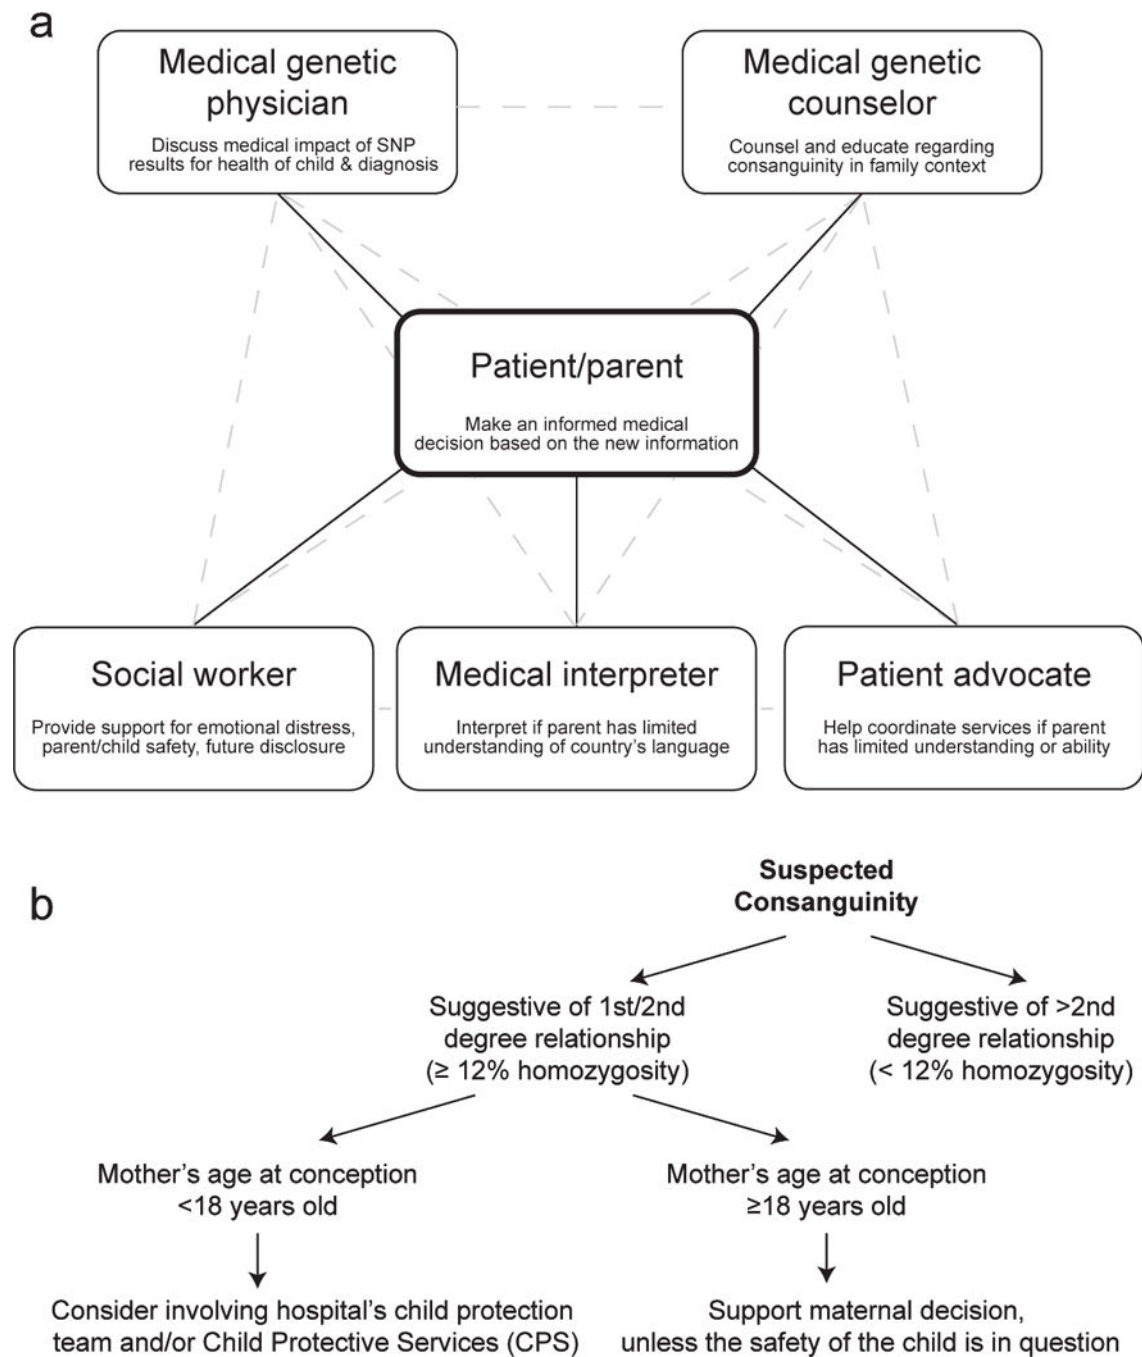 a
Medical genetic
physician
Discuss medical impact of SNP
results for health of child & diagnosis
Medical genetic
counselor
Counsel and educate regarding
consanguinity in family context
Patient/parent
Make an informed medical
decision based on the new information
Social worker
Provide support for emotional distress,
parent/child safety, future disclosure
Medical interpreter
Interpret if parent has limited
understanding of country's language
Patient advocate
Help coordinate services if parent
has limited understanding or ability
b
Suspected
Consanguinity
Suggestive of 1st/2nd
degree relationship
(≥ 12% homozygosity)
Suggestive of >2nd
degree relationship
(< 12% homozygosity)
Mother's age at conception
<18 years old
Mother's age at conception
≥18 years old
Consider involving hospital's child protection
team and/or Child Protective Services (CPS)
Support maternal decision,
unless the safety of the child is in question